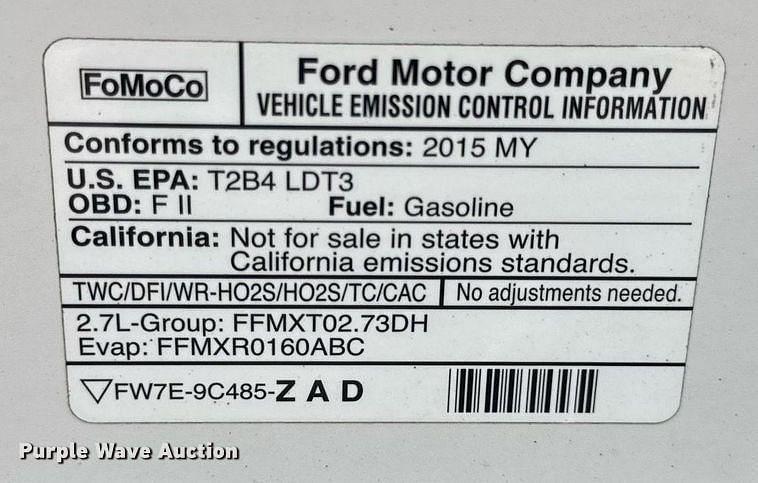 FoMoCo
Ford Motor Company
VEHICLE EMISSION CONTROL INFORMATION
Conforms to regulations: 2015 MY
U.S. EPA: T2B4 LDT3
OBD: F II Fuel: Gasoline
California: Not for sale in states with
California emissions standards.
TWC/DFI/WR-HO2S/HO2S/TC/CAC No adjustments needed.
2.7L-Group: FFMXT02.73DH
Evap: FFMXR0160ABC
FW7E-9C485-Z A D
Purple Wave Auction